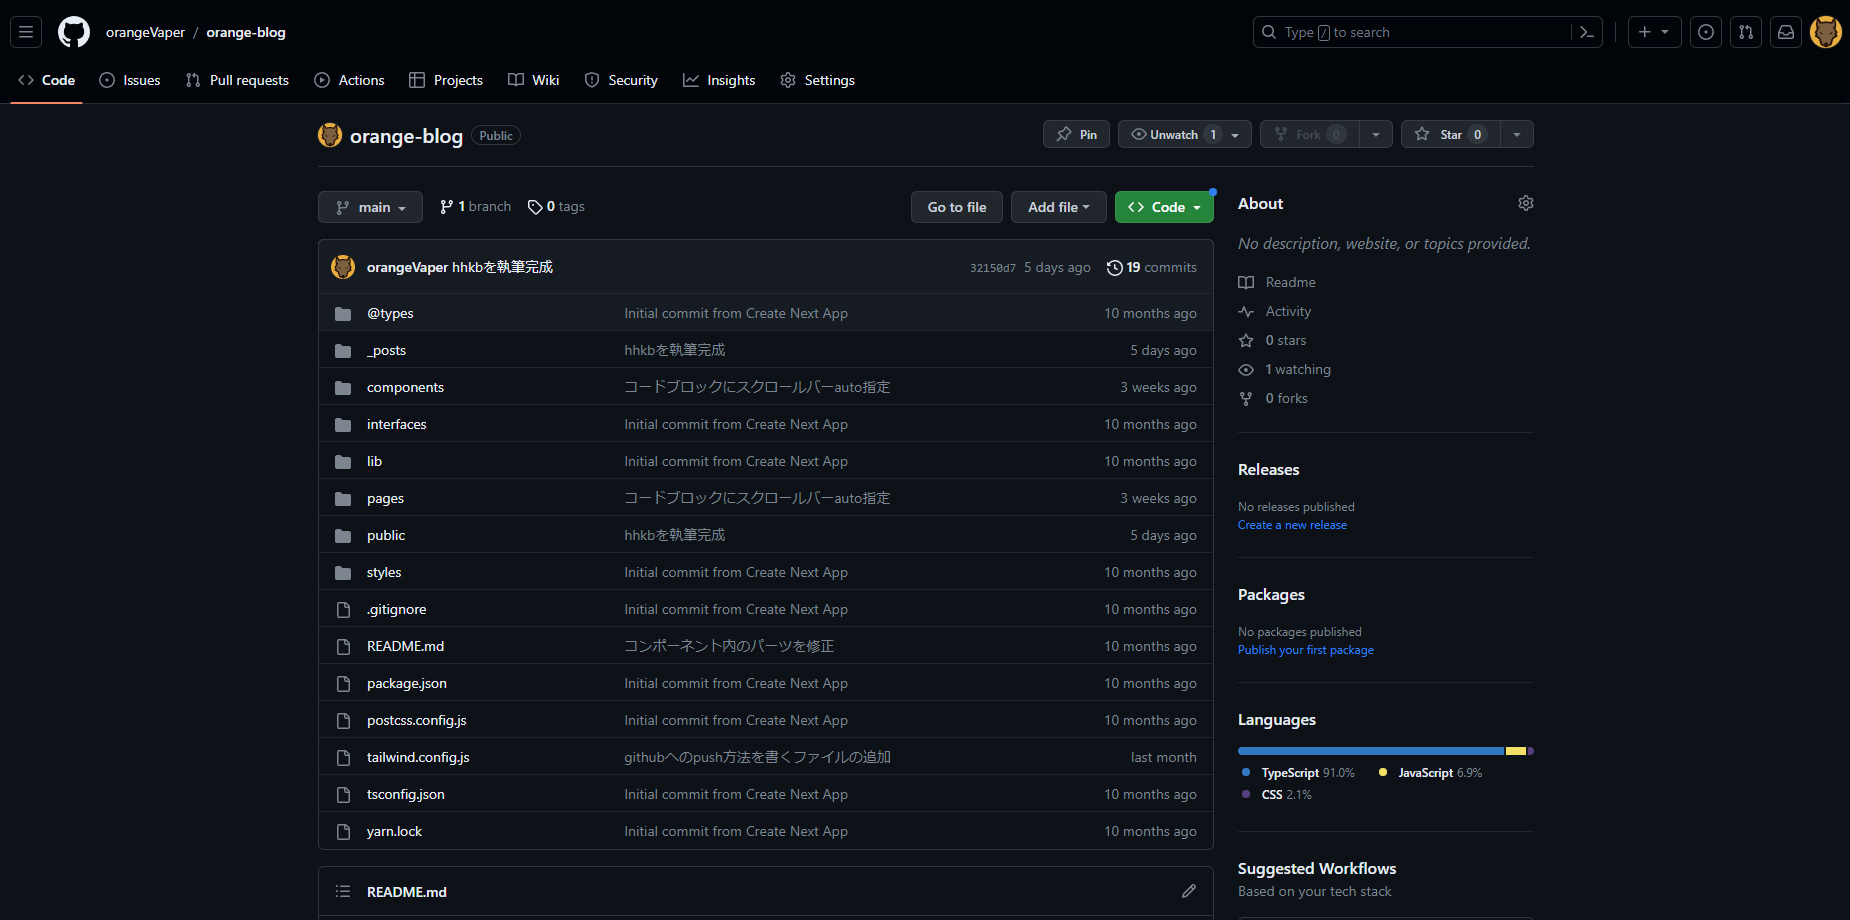 orangeVaper / orange-blog
Type / to search
Code Issues Pull requests Actions Projects Wiki Security Insights Settings
orange-blog Public
Pin Unwatch 1 Fork 0 Star 0
main 1 branch 0 tags
Go to file Add file Code
orangeVaper hhkbを執筆完成 32150d7 5 days ago 19 commits
@types Initial commit from Create Next App 10 months ago
_posts hhkbを執筆完成 5 days ago
components コードブロックにスクロールバーauto指定 3 weeks ago
interfaces Initial commit from Create Next App 10 months ago
lib Initial commit from Create Next App 10 months ago
pages コードブロックにスクロールバーauto指定 3 weeks ago
public hhkbを執筆完成 5 days ago
styles Initial commit from Create Next App 10 months ago
.gitignore Initial commit from Create Next App 10 months ago
README.md コンポーネント内のパーツを修正 10 months ago
package.json Initial commit from Create Next App 10 months ago
postcss.config.js Initial commit from Create Next App 10 months ago
tailwind.config.js githubへのpush方法を書くファイルの追加 last month
tsconfig.json Initial commit from Create Next App 10 months ago
yarn.lock Initial commit from Create Next App 10 months ago
README.md
About
No description, website, or topics provided.
Readme
Activity
0 stars
1 watching
0 forks
Releases
No releases published
Create a new release
Packages
No packages published
Publish your first package
Languages
TypeScript 91.0% JavaScript 6.9%
CSS 2.1%
Suggested Workflows
Based on your tech stack